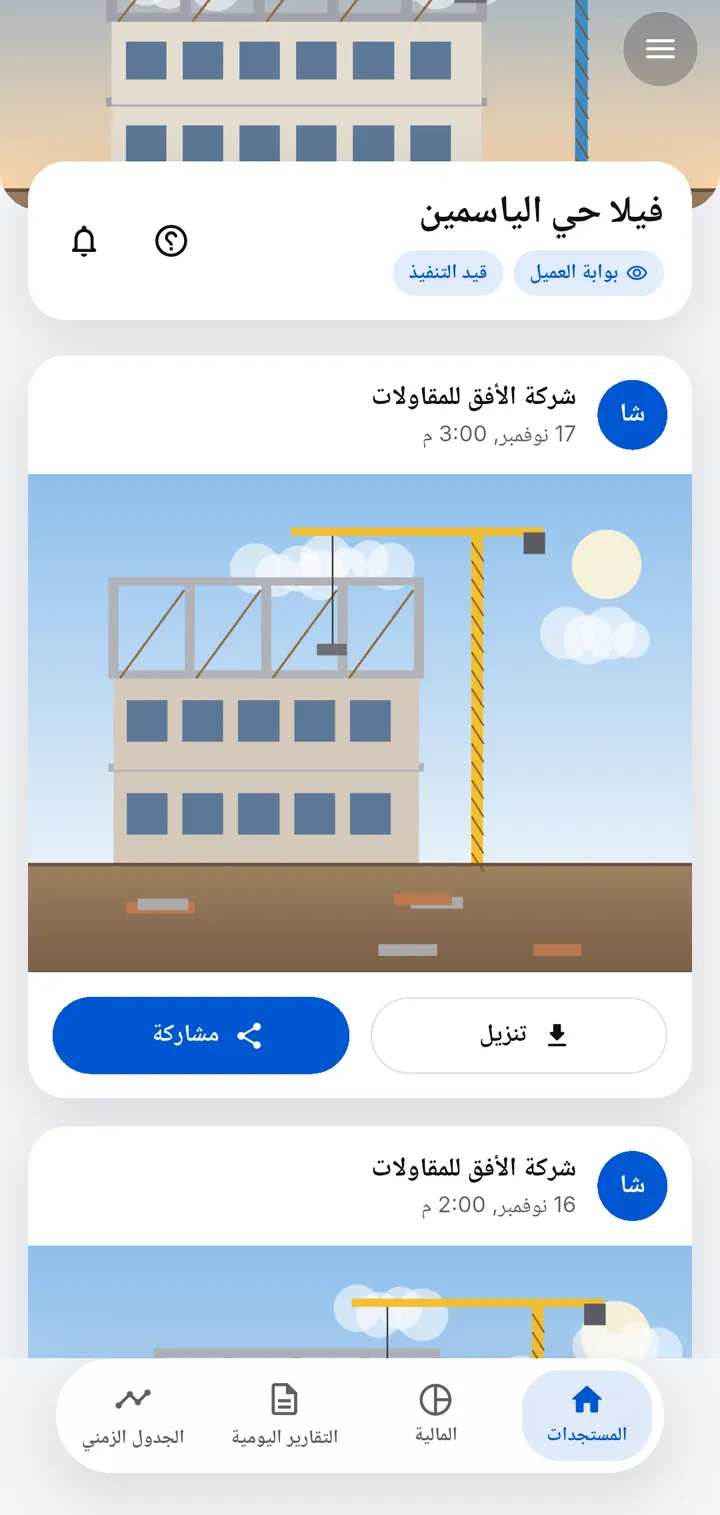 فيلا حي الياسمين
بوابة العميل
قيد التنفيذ
شركة الأفق للمقاولات
شا
17 نوفمبر, 3:00 م
تنزيل
مشاركة
شركة الأفق للمقاولات
شا
16 نوفمبر, 2:00 م
المستجدات
المالية
التقارير اليومية
الجدول الزمني